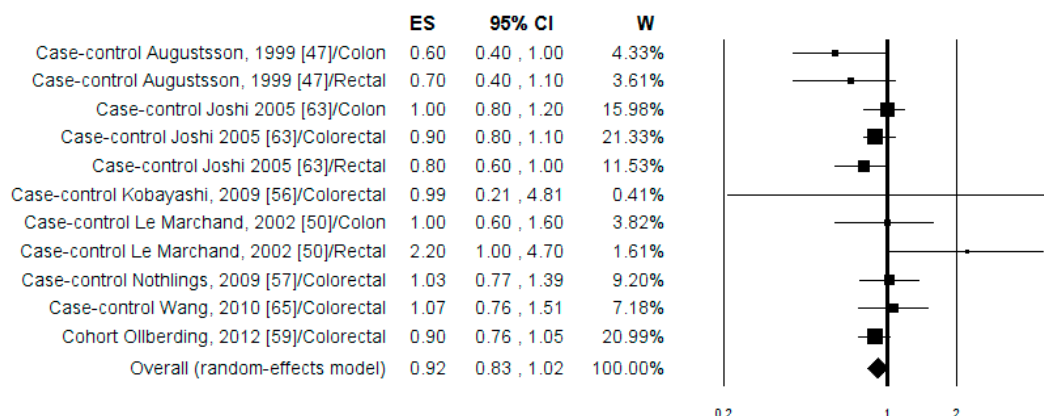 ES 95% CI W
Case-control Augustsson, 1999 [47]/Colon 0.60 0.40 , 1.00 4.33%
Case-control Augustsson, 1999 [47]/Rectal 0.70 0.40 , 1.10 3.61%
Case-control Joshi 2005 [63]/Colon 1.00 0.80 , 1.20 15.98%
Case-control Joshi 2005 [63]/Colorectal 0.90 0.80 , 1.10 21.33%
Case-control Joshi 2005 [63]/Rectal 0.80 0.60 , 1.00 11.53%
Case-control Kobayashi, 2009 [56]/Colorectal 0.99 0.21 , 4.81 0.41%
Case-control Le Marchand, 2002 [50]/Colon 1.00 0.60 , 1.60 3.82%
Case-control Le Marchand, 2002 [50]/Rectal 2.20 1.00 , 4.70 1.61%
Case-control Nothlings, 2009 [57]/Colorectal 1.03 0.77 , 1.39 9.20%
Case-control Wang, 2010 [65]/Colorectal 1.07 0.76 , 1.51 7.18%
Cohort Ollberding, 2012 [59]/Colorectal 0.90 0.76 , 1.05 20.99%
Overall (random-effects model) 0.92 0.83 , 1.02 100.00%
0.2 1 2